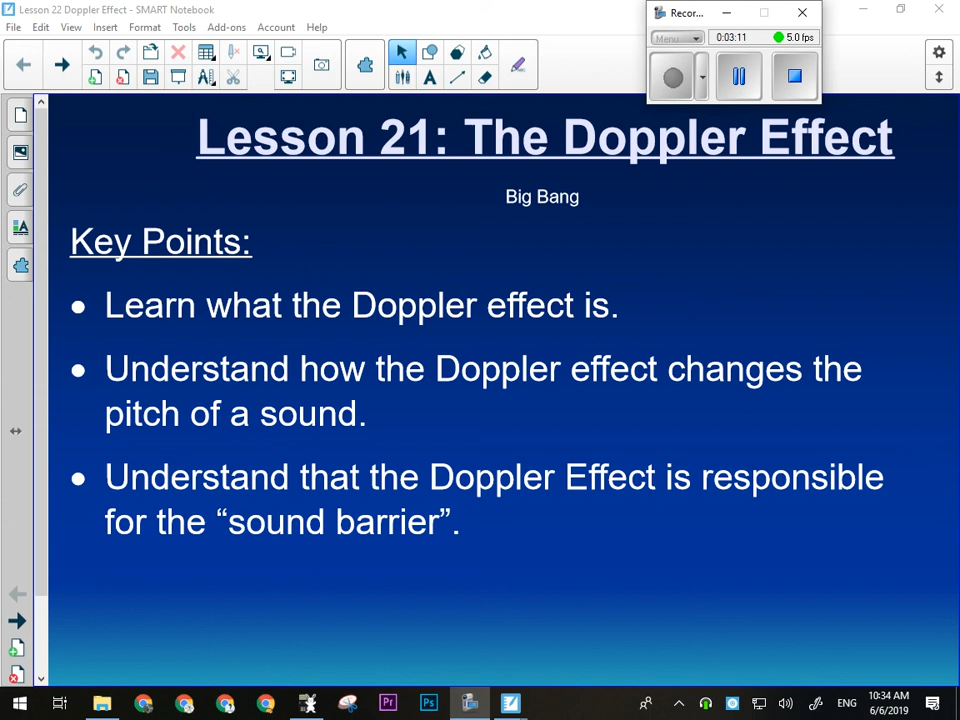 Lesson 22 Doppler Effect - SMART Notebook
File Edit View Insert Format Tools Add-ons Account Help
Recor...
Menu
0:03:11
5.0 fps
Lesson 21: The Doppler Effect
Big Bang
Key Points:
• Learn what the Doppler effect is.
• Understand how the Doppler effect changes the
pitch of a sound.
• Understand that the Doppler Effect is responsible
for the “sound barrier”.
Pr
Ps
ENG
10:34 AM
6/6/2019